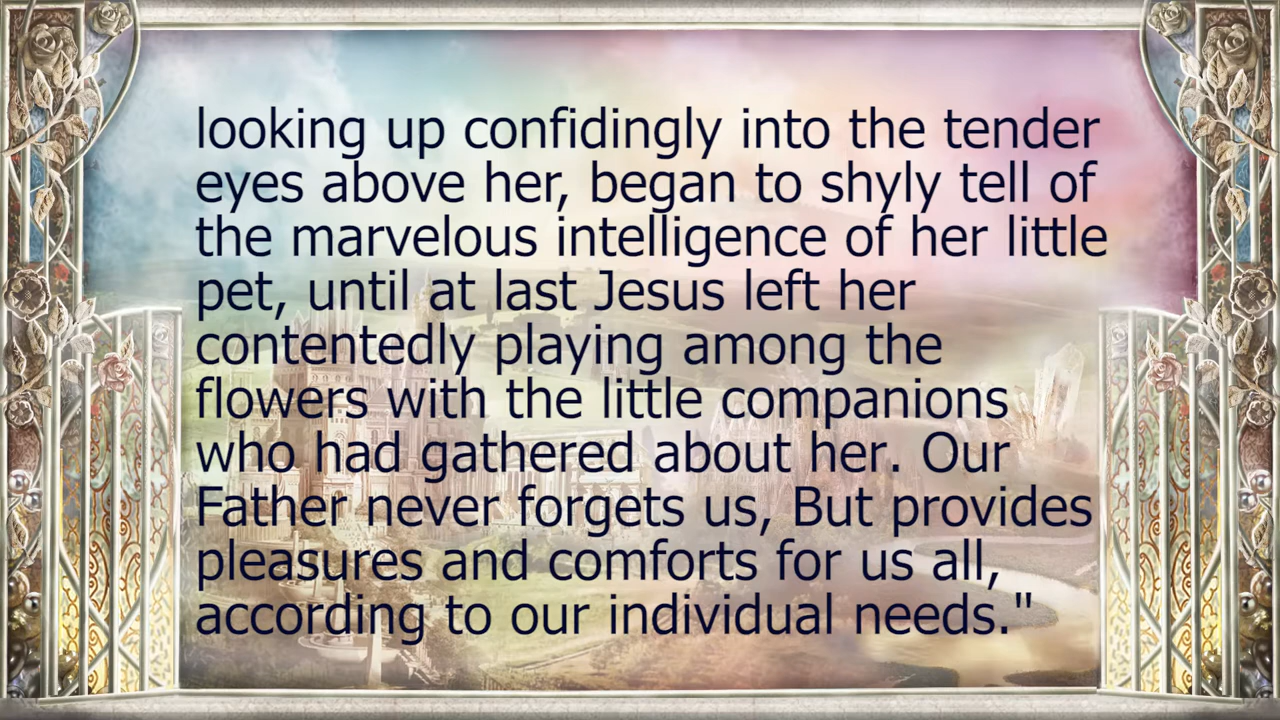 looking up confidingly into the tender
eyes above her, began to shyly tell of
the marvelous intelligence of her little
pet, until at last Jesus left her
contentedly playing among the
flowers with the little companions
who had gathered about her. Our
Father never forgets us, But provides
pleasures and comforts for us all,
according to our individual needs."